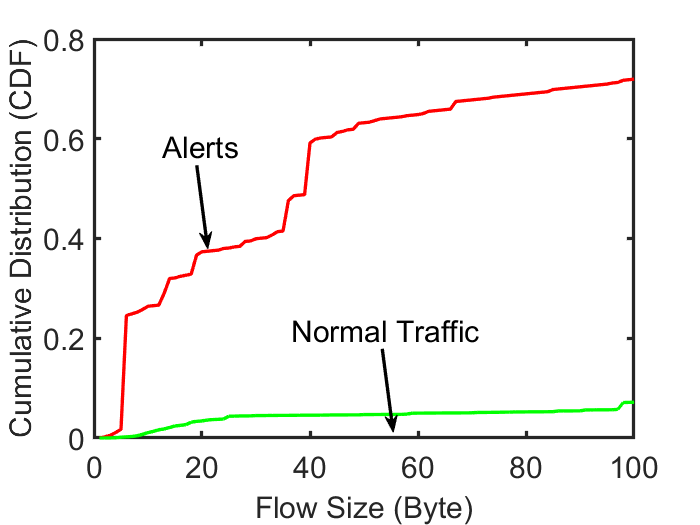 0.8
0.6
0.4
0.2
0
Cumulative Distribution (CDF)
Alerts
Normal Traffic
0 20 40 60 80 100
Flow Size (Byte)